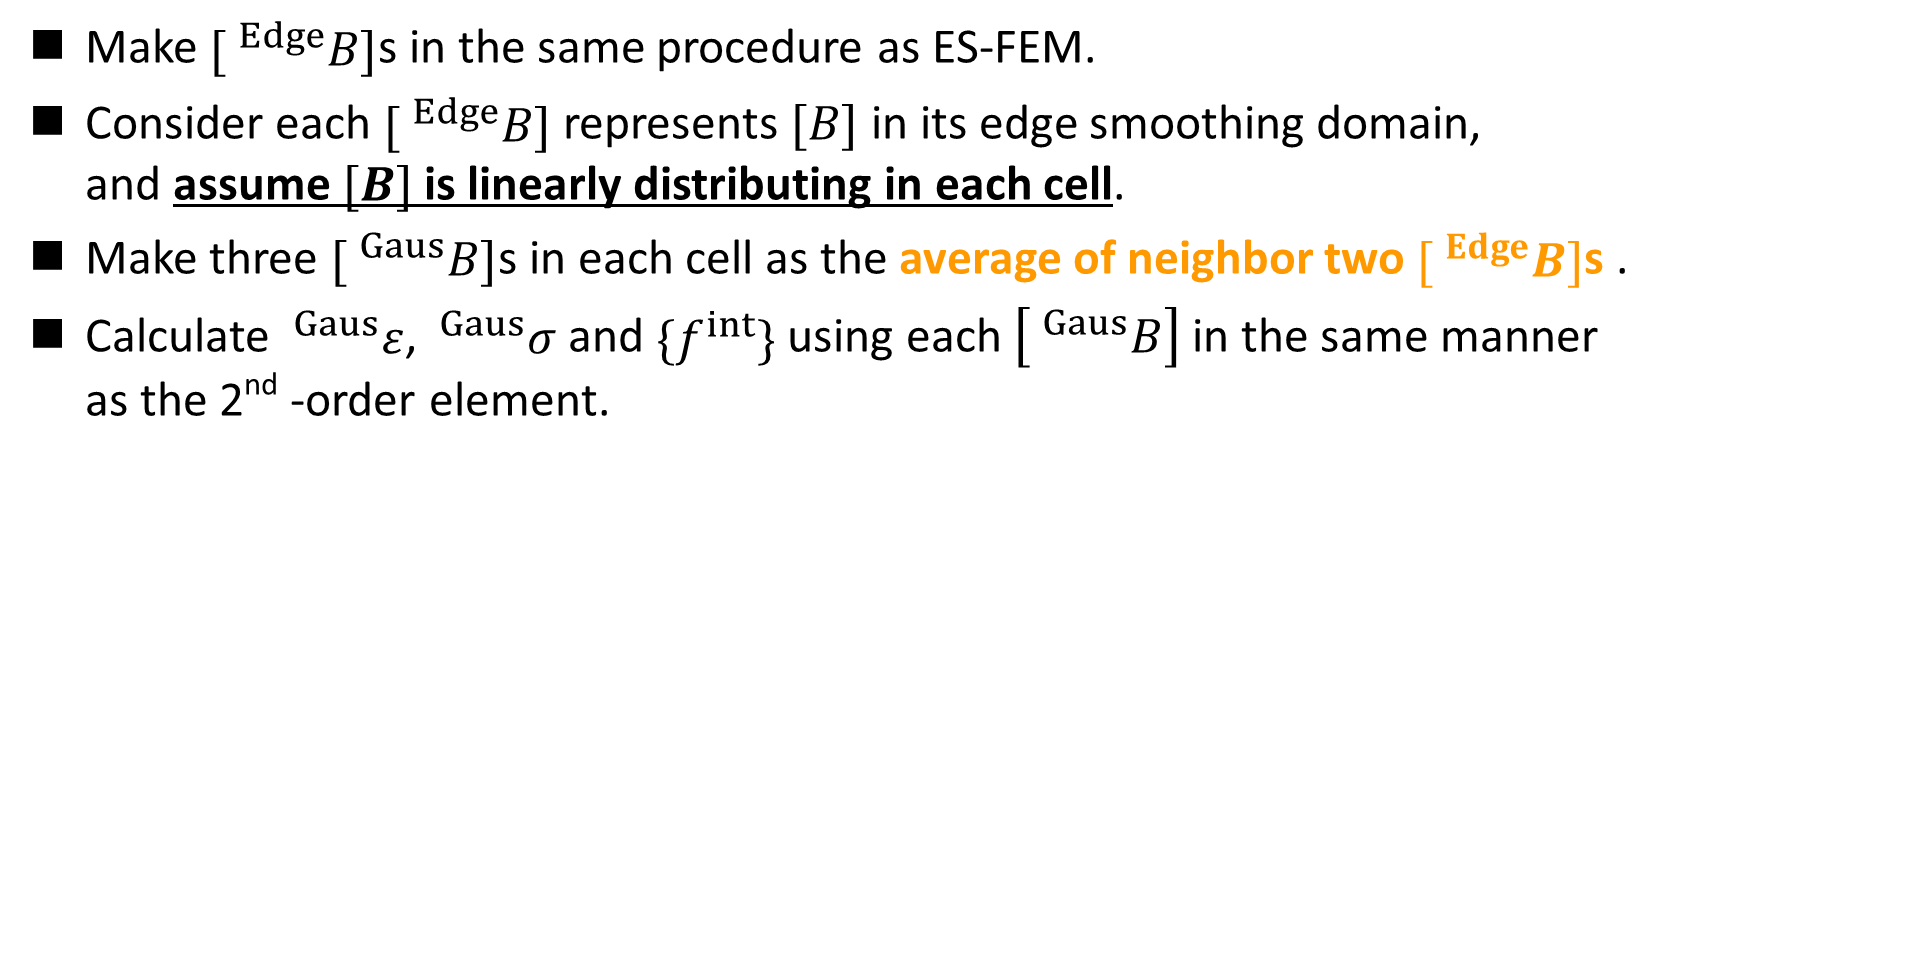 ■ Make [ ᴱᵈᵍᵉB]s in the same procedure as ES-FEM.
■ Consider each [ ᴱᵈᵍᵉB] represents [B] in its edge smoothing domain,
and assume [B] is linearly distributing in each cell.
■ Make three [ ᴳᵃᵘˢB]s in each cell as the average of neighbor two [ ᴱᵈᵍᵉB]s .
■ Calculate ᴳᵃᵘˢε, ᴳᵃᵘˢσ and {fⁱⁿᵗ} using each [ ᴳᵃᵘˢB] in the same manner
as the 2ⁿᵈ -order element.